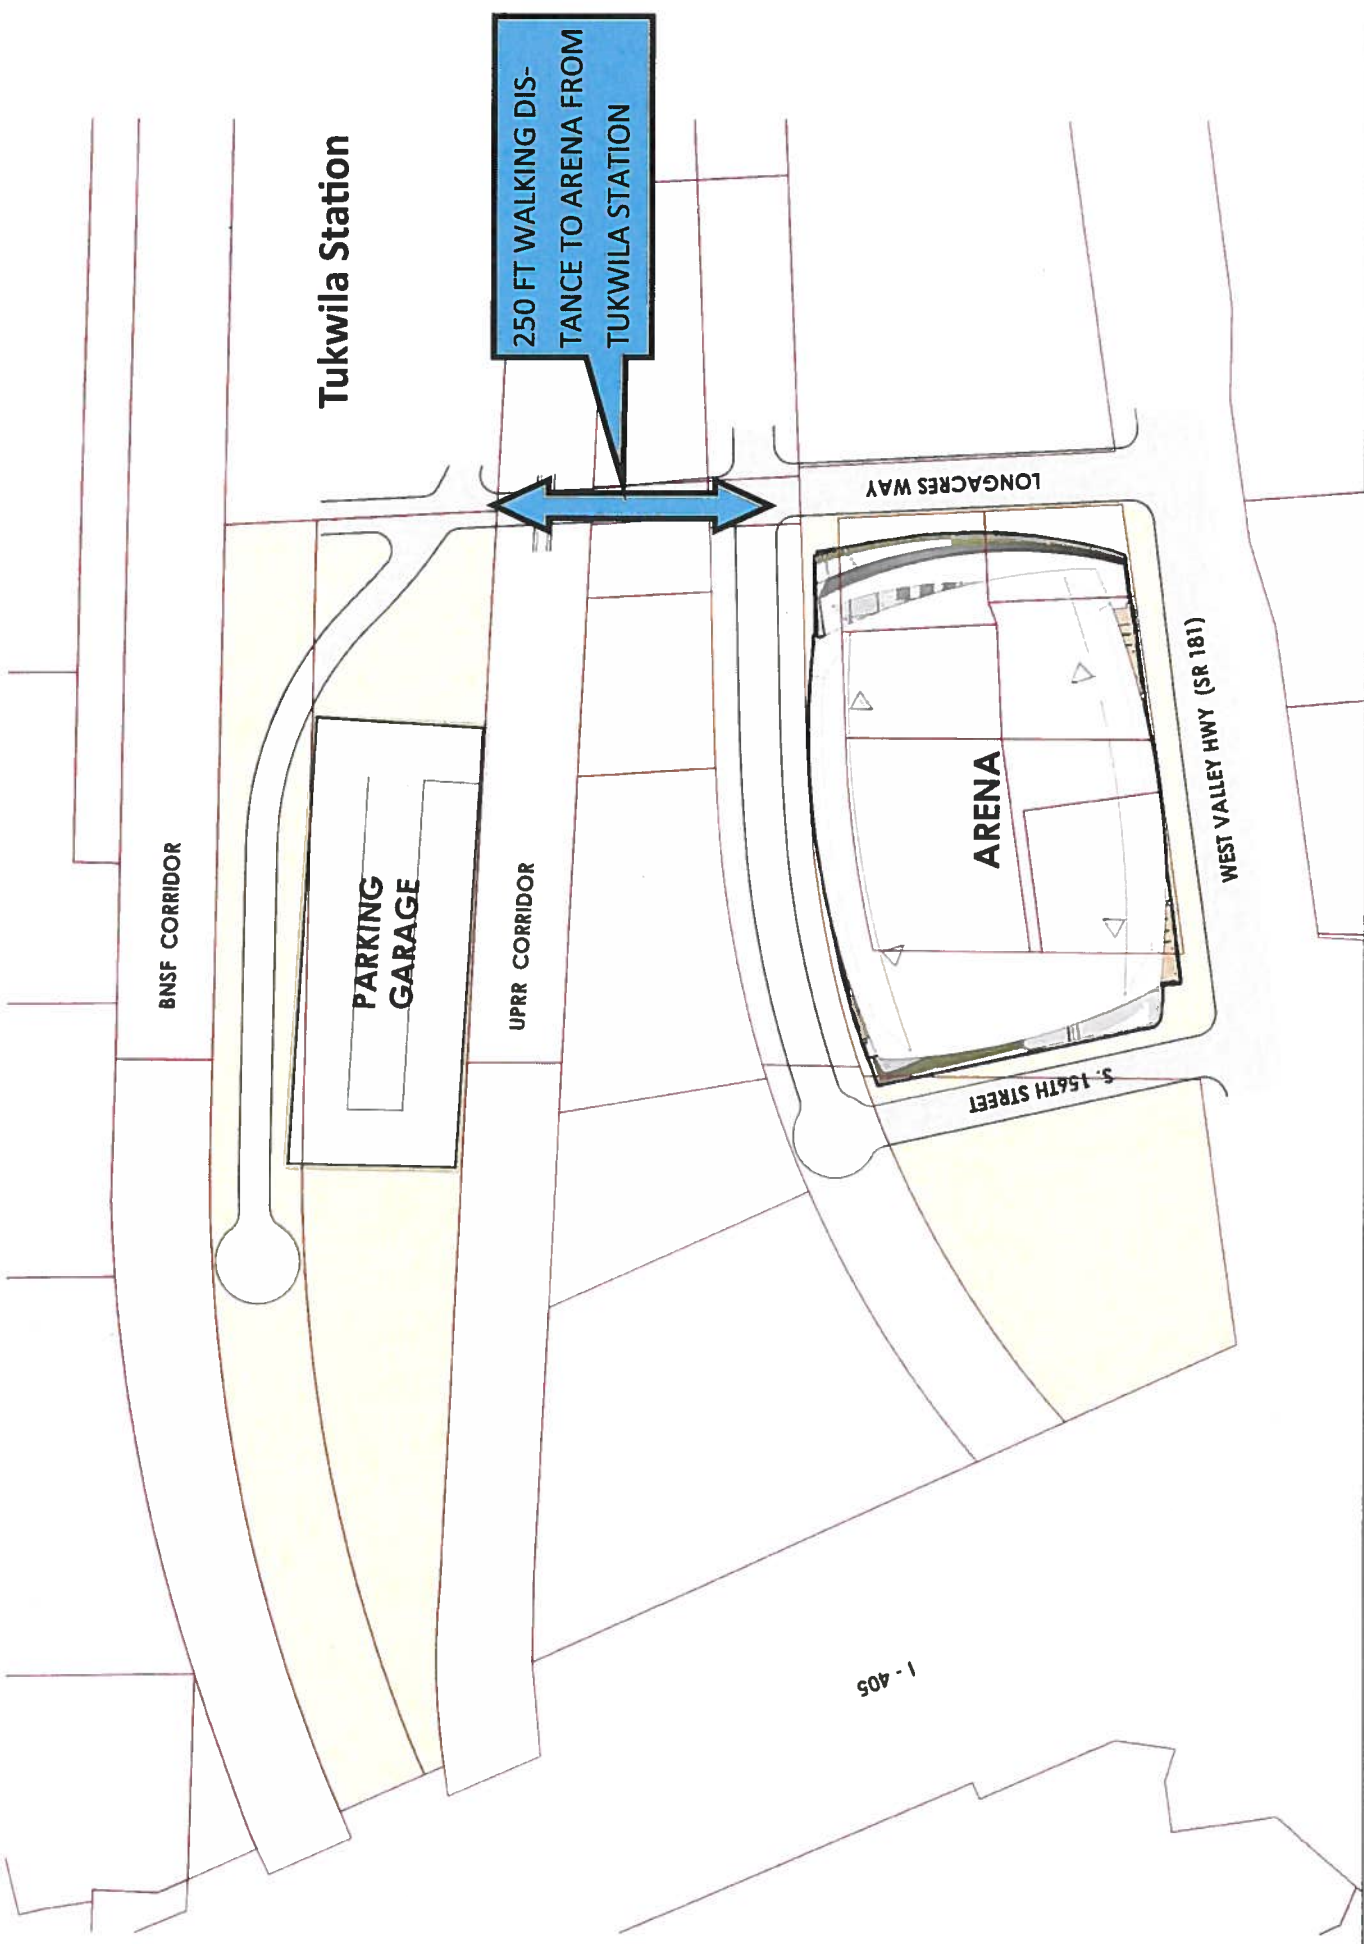 Tukwila Station
250 FT WALKING DIS-
TANCE TO ARENA FROM
TUKWILA STATION
BNSF CORRIDOR
PARKING
GARAGE
UPRR CORRIDOR
LONGACRES WAY
ARENA
WEST VALLEY HWY (SR 181)
S. 156TH STREET
I - 405